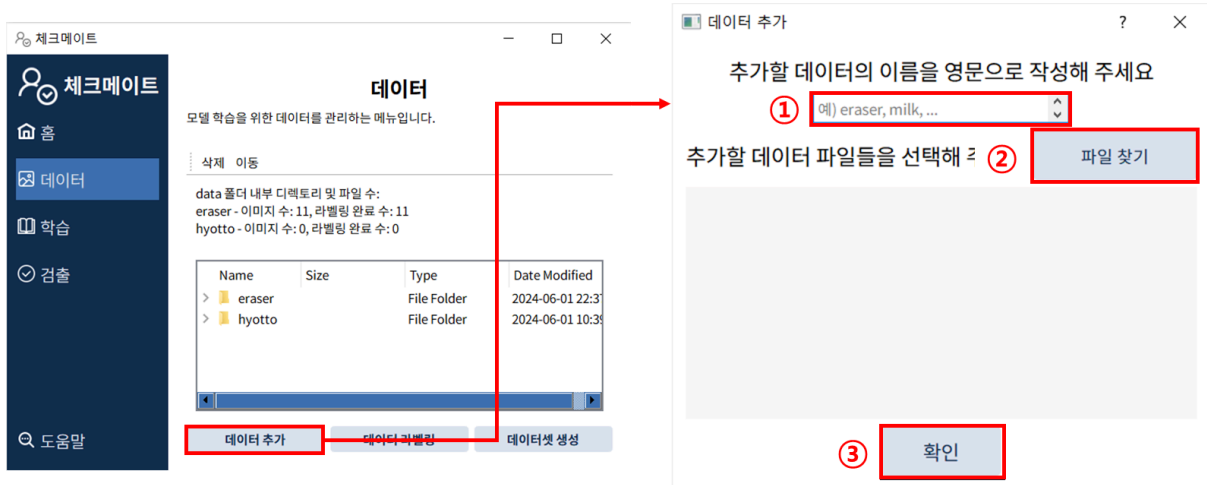 체크메이트
체크메이트
홈
데이터
학습
검출
도움말
데이터
모델 학습을 위한 데이터를 관리하는 메뉴입니다.
삭제 이동
data 폴더 내부 디렉토리 및 파일 수:
eraser - 이미지 수: 11, 라벨링 완료 수: 11
hyotto - 이미지 수: 0, 라벨링 완료 수: 0
Name Size Type Date Modified
eraser File Folder 2024-06-01 22:37
hyotto File Folder 2024-06-01 10:39
데이터 추가 데이터 라벨링 데이터셋 생성
데이터 추가 ?
추가할 데이터의 이름을 영문으로 작성해 주세요
① 예) eraser, milk, ...
추가할 데이터 파일들을 선택해 ② 파일 찾기
③ 확인